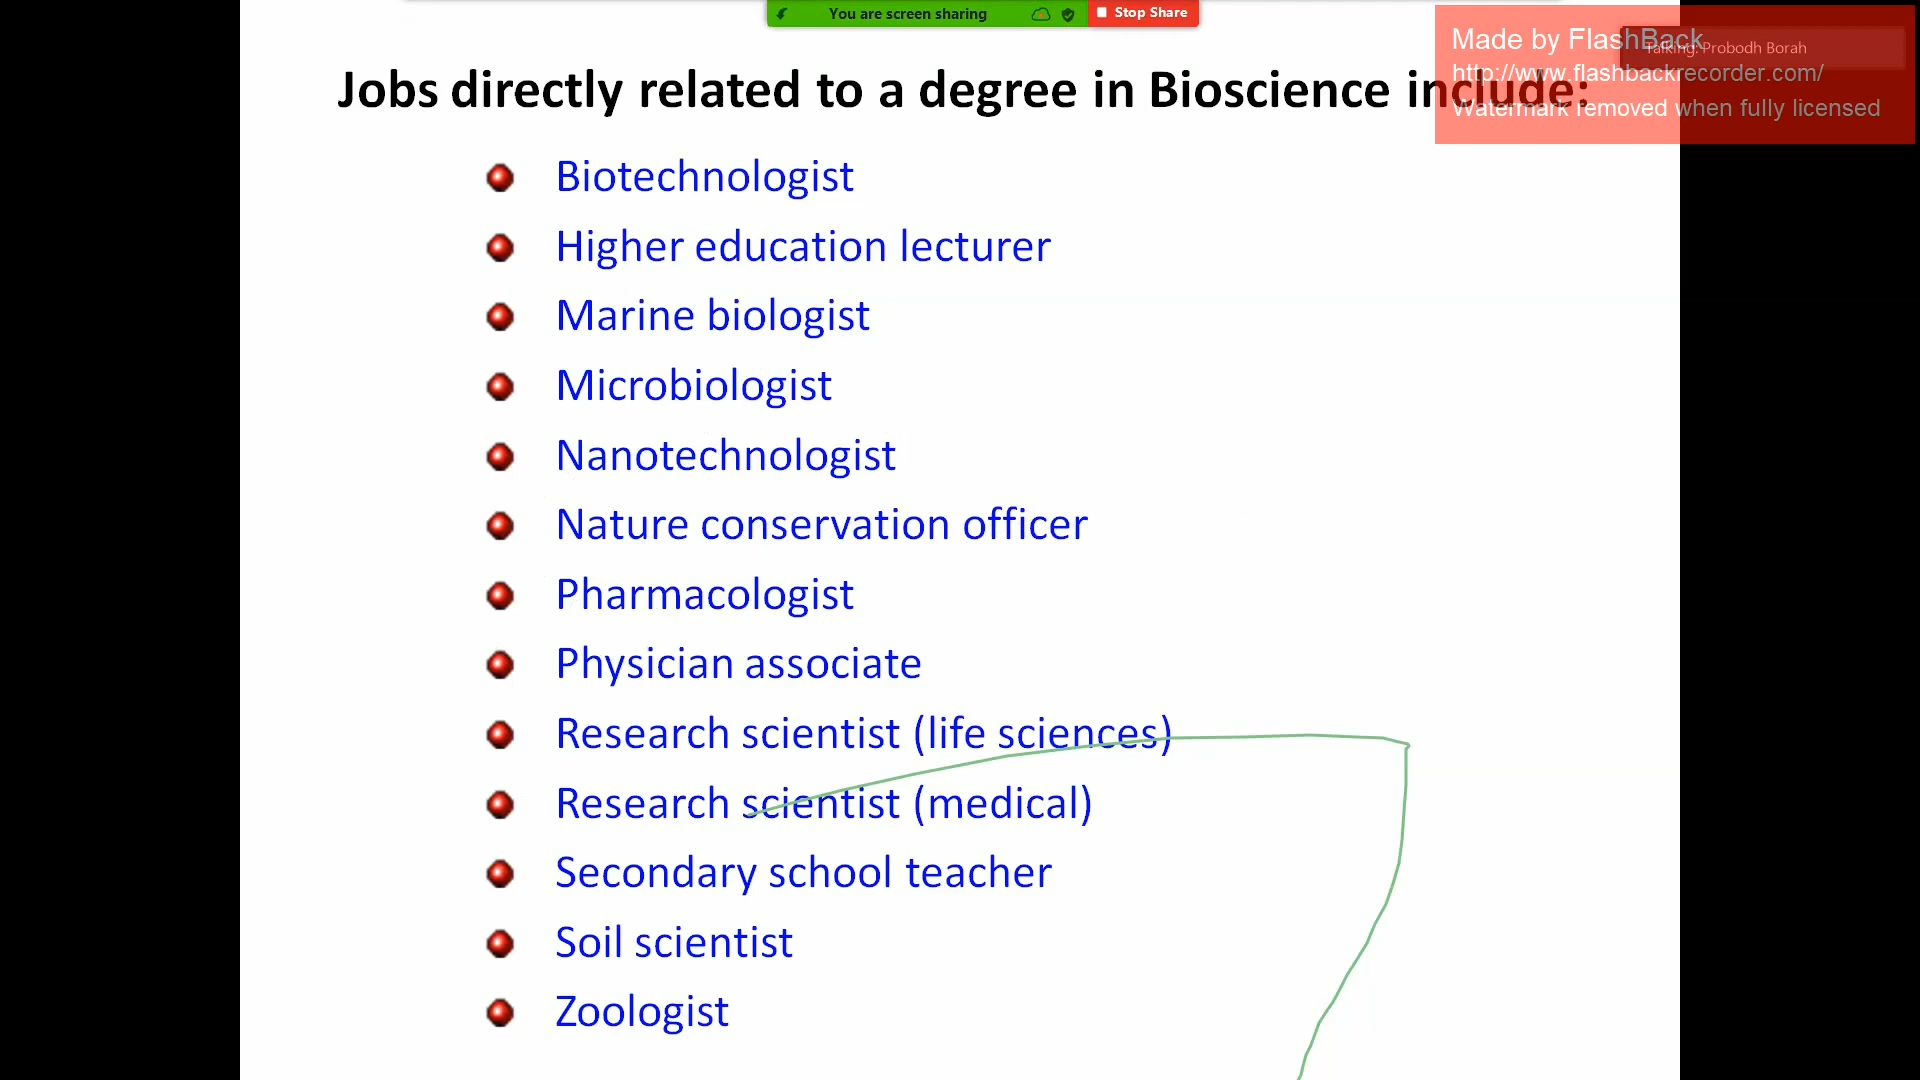 You are screen sharing
Stop Share
Made by FlashBack
Talking: Probodh Borah
http://www.flashbackrecorder.com/
Watermark removed when fully licensed
Jobs directly related to a degree in Bioscience include:
Biotechnologist
Higher education lecturer
Marine biologist
Microbiologist
Nanotechnologist
Nature conservation officer
Pharmacologist
Physician associate
Research scientist (life sciences)
Research scientist (medical)
Secondary school teacher
Soil scientist
Zoologist